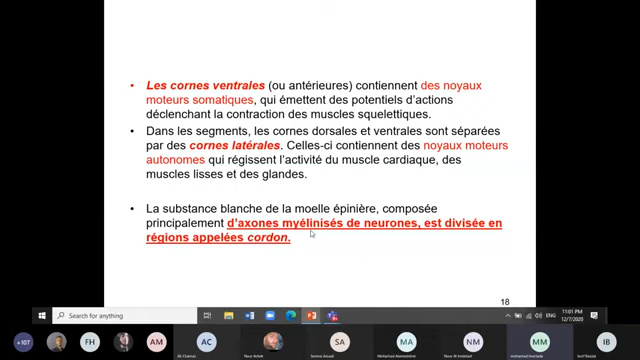 • Les cornes ventrales (ou antérieures) contiennent des noyaux
moteurs somatiques, qui émettent des potentiels d'actions
déclenchant la contraction des muscles squelettiques.
• Dans les segments, les cornes dorsales et ventrales sont séparées
par des cornes latérales. Celles-ci contiennent des noyaux moteurs
autonomes qui régissent l'activité du muscle cardiaque, des
muscles lisses et des glandes.
• La substance blanche de la moelle épinière, composée
principalement d'axones myélinisés de neurones, est divisée en
régions appelées cordon.
18
Type here to search
ENG
11:01 PM
12/7/2020
+107
FH
AM
AC
SA
MA
NM
MM
IB